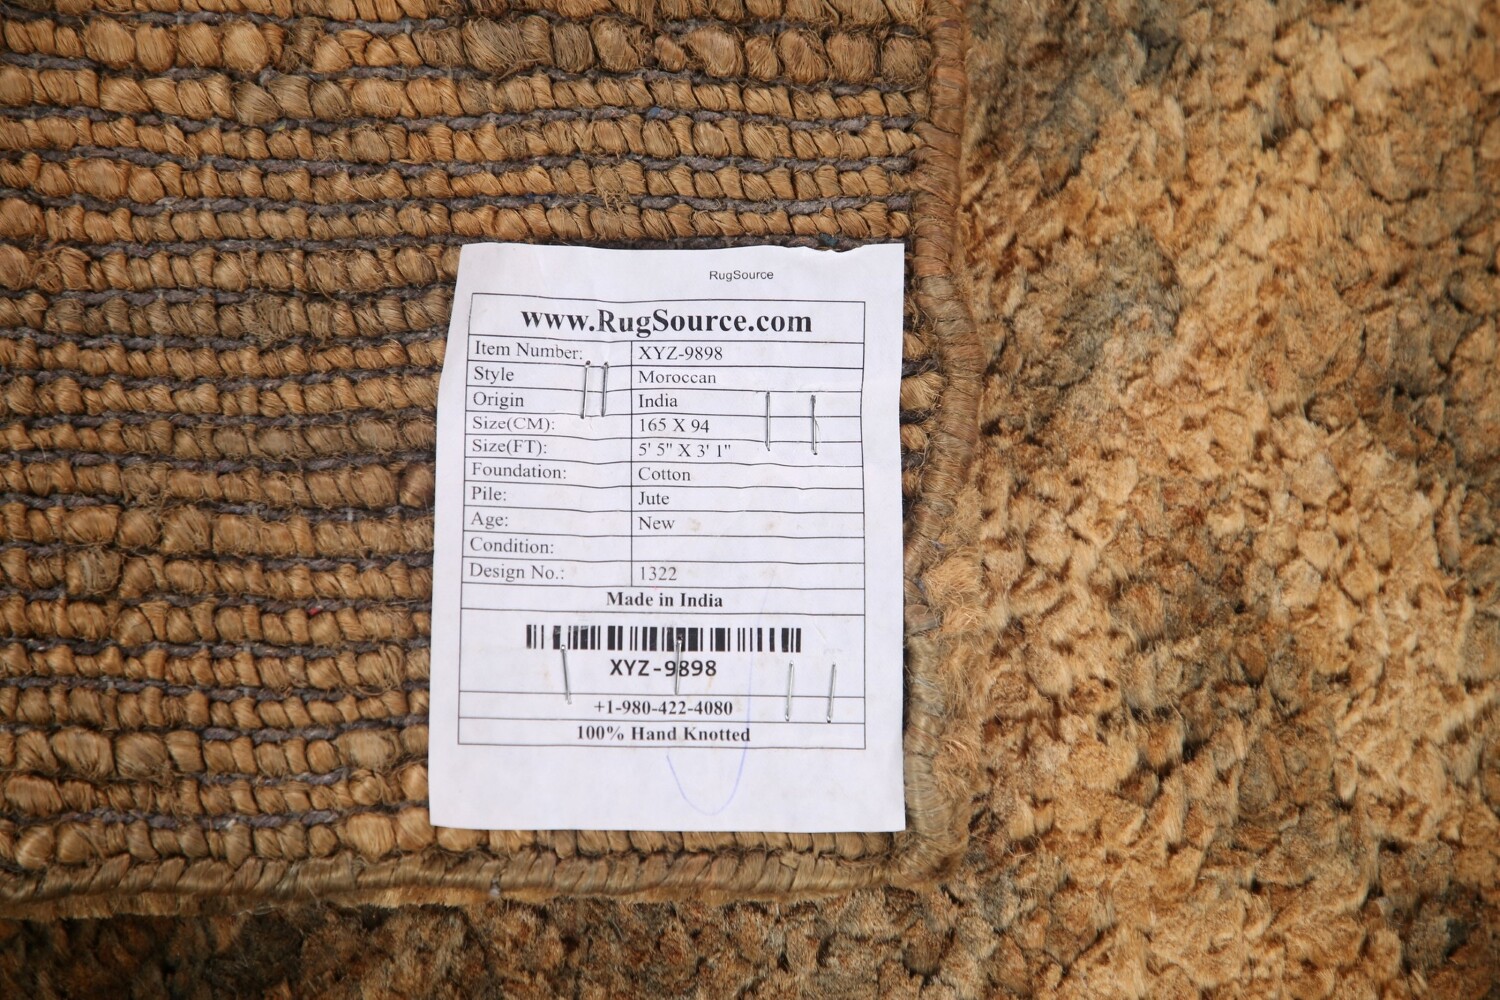 RugSource
www.RugSource.com
Item Number: XYZ-9898
Style Moroccan
Origin India
Size(CM): 165 X 94
Size(FT): 5' 5" X 3' 1"
Foundation: Cotton
Pile: Jute
Age: New
Condition:
Design No.: 1322
Made in India
XYZ-9898
+1-980-422-4080
100% Hand Knotted